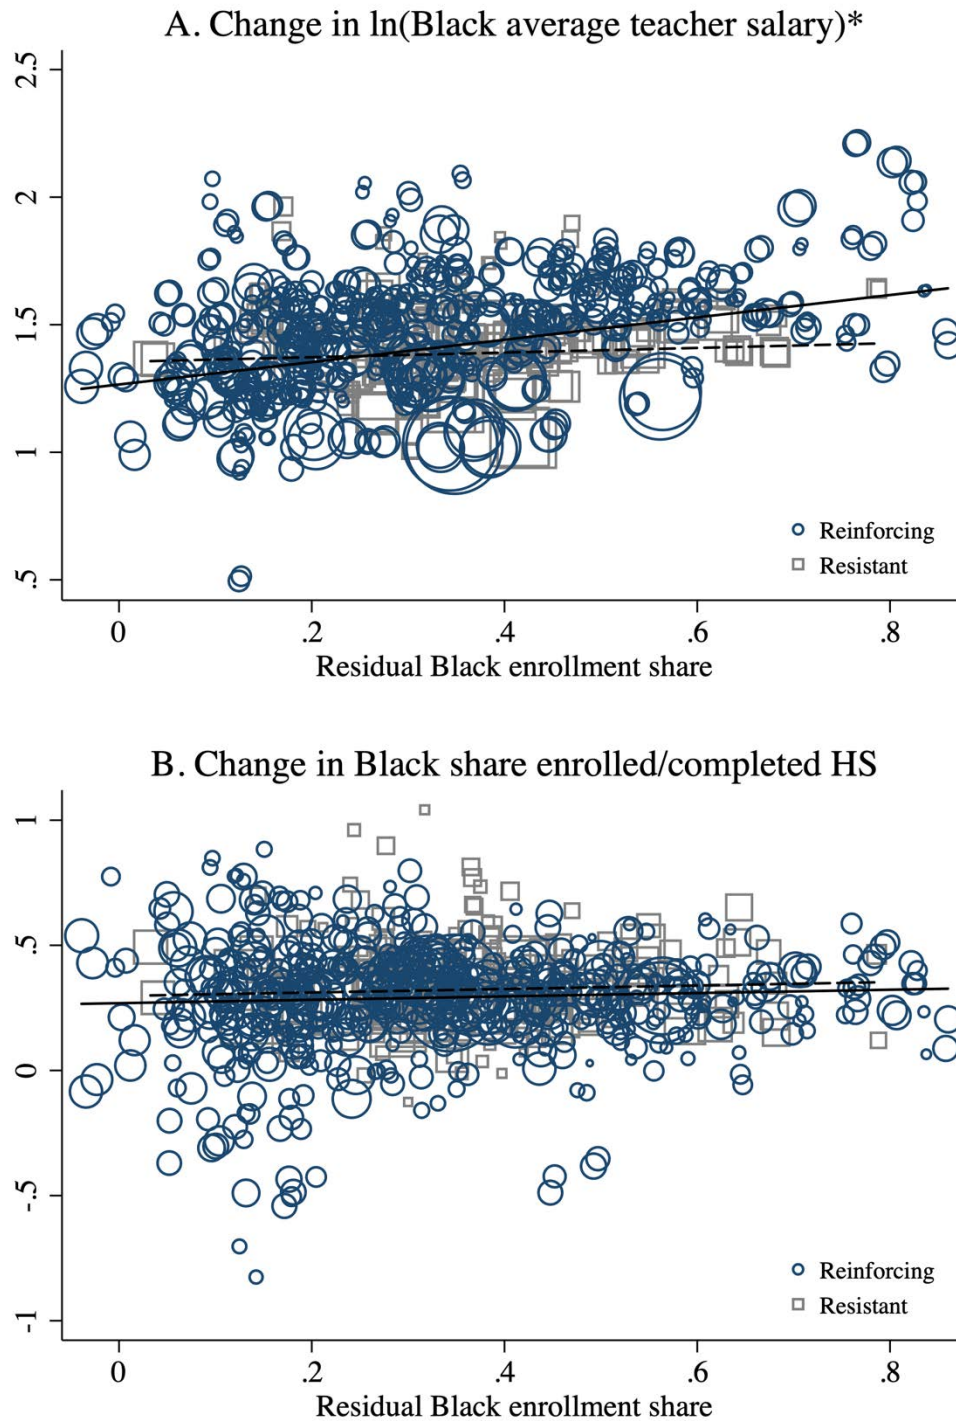 A. Change in ln(Black average teacher salary)*
2.5
2
1.5
1
.5
Reinforcing
Resistant
0 .2 .4 .6 .8
Residual Black enrollment share
B. Change in Black share enrolled/completed HS
1
.5
0
-.5
-1
Reinforcing
Resistant
0 .2 .4 .6 .8
Residual Black enrollment share